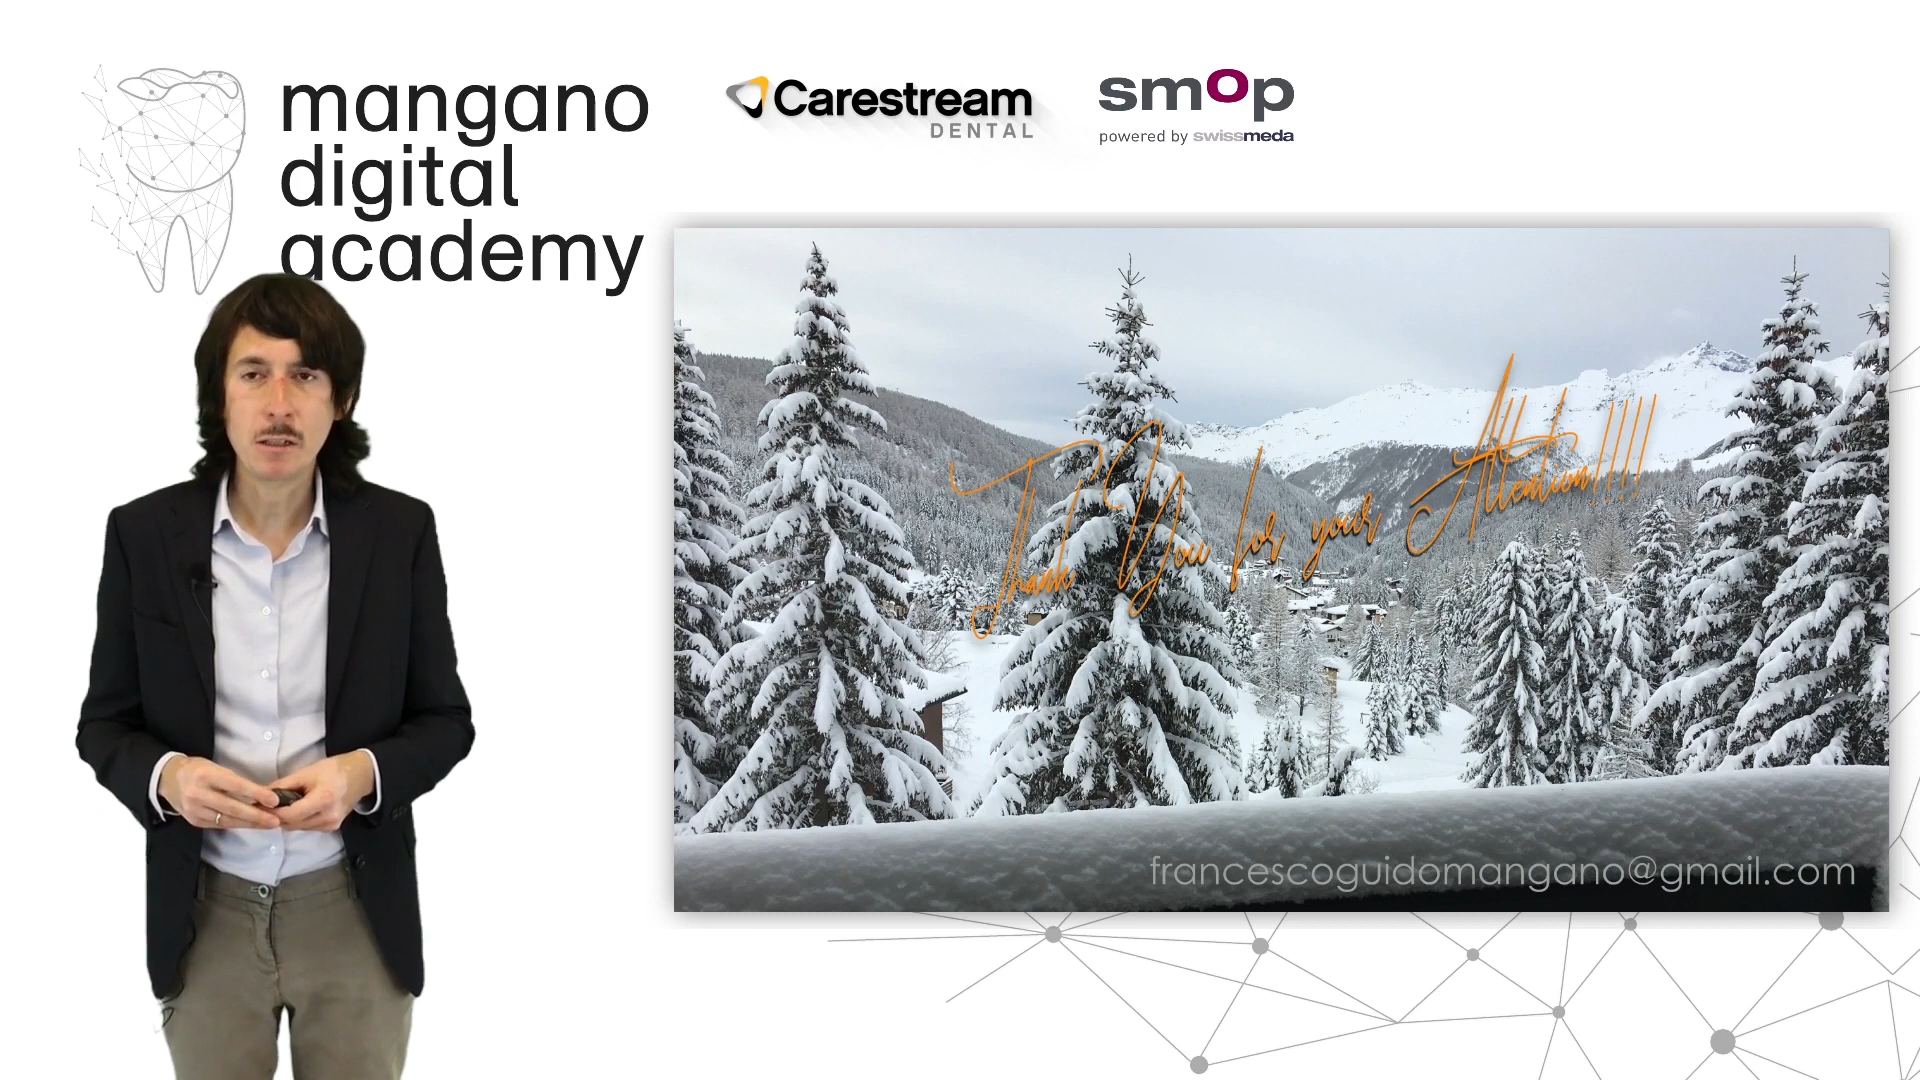 mangano
digital
academy
Carestream
DENTAL
smop
powered by swissmeda
Thank You for your Attention!!!!
francescoguidomangano@gmail.com